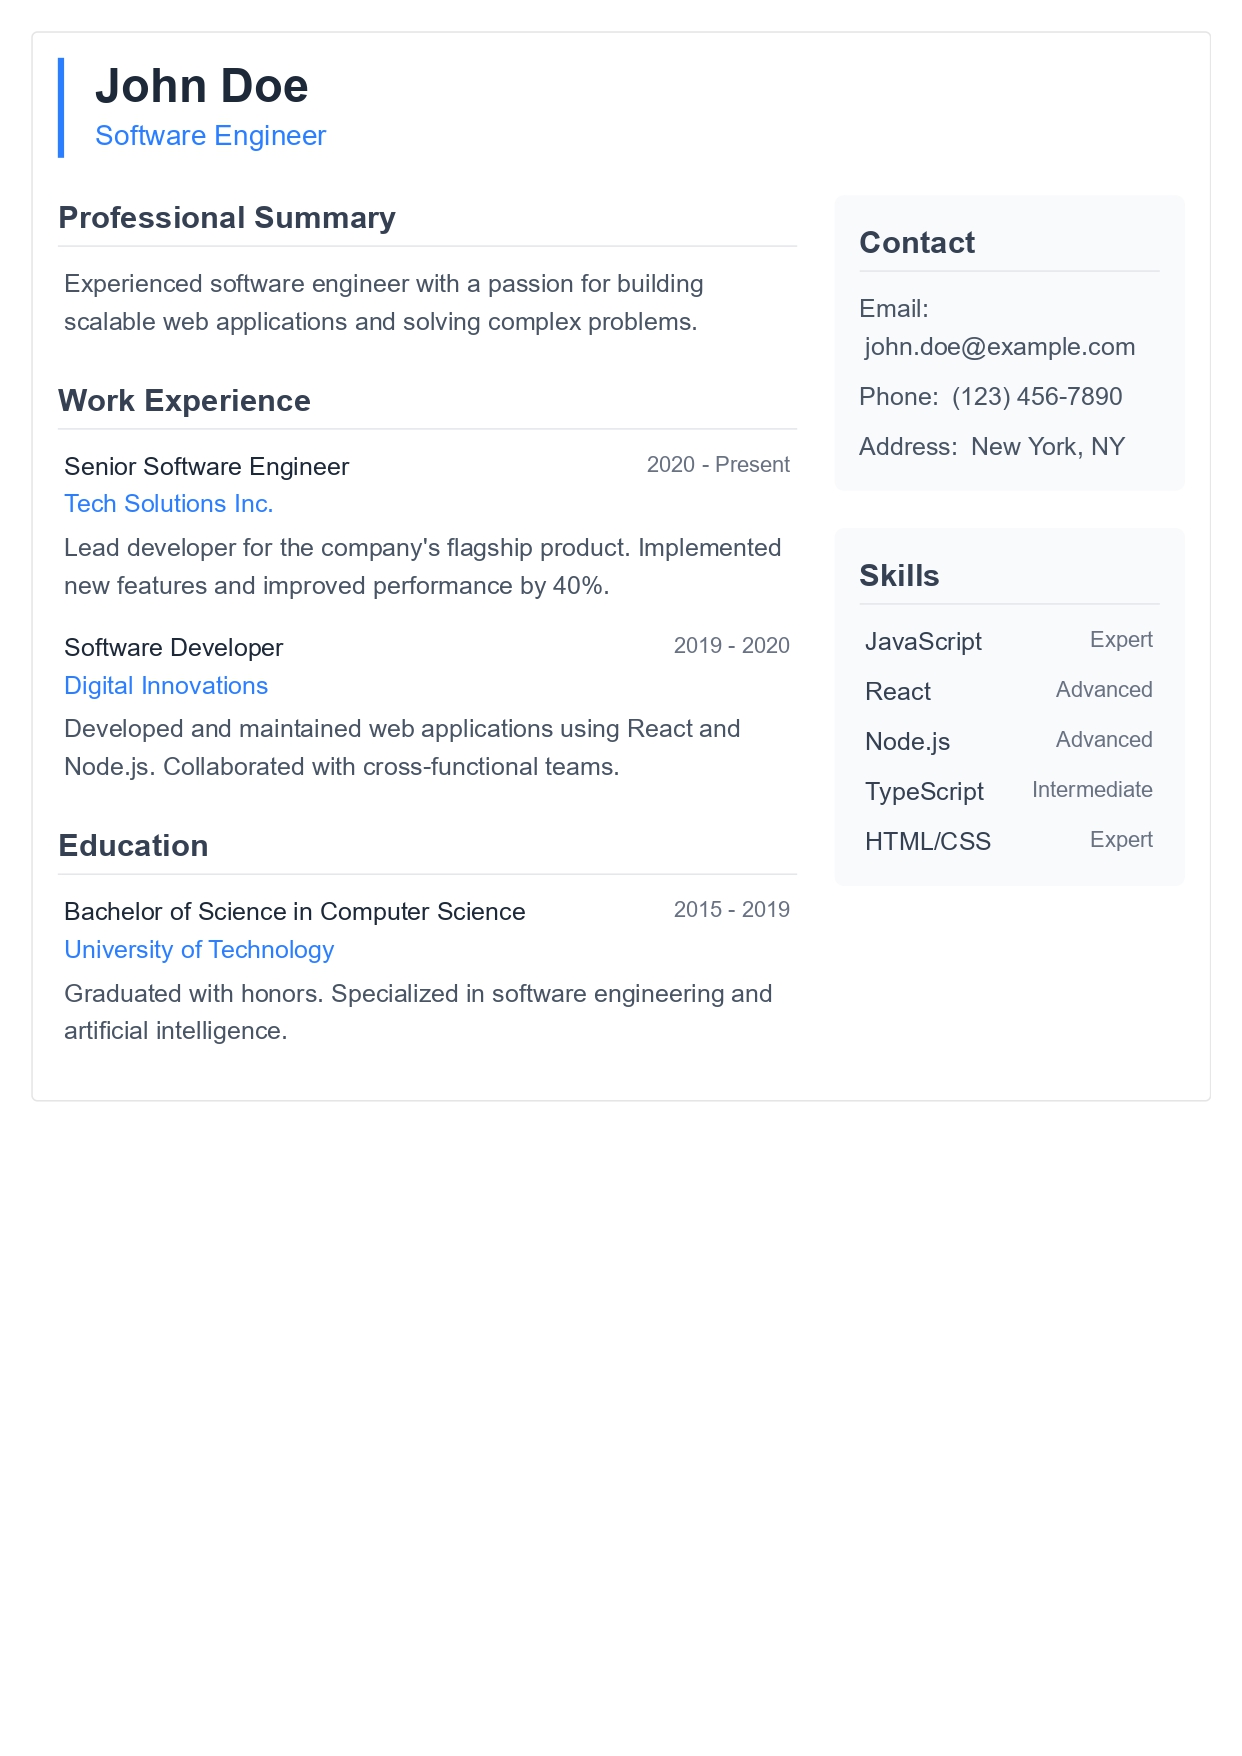 John Doe
Software Engineer
Professional Summary
Experienced software engineer with a passion for building
scalable web applications and solving complex problems.
Work Experience
Senior Software Engineer 2020 - Present
Tech Solutions Inc.
Lead developer for the company's flagship product. Implemented
new features and improved performance by 40%.
Software Developer 2019 - 2020
Digital Innovations
Developed and maintained web applications using React and
Node.js. Collaborated with cross-functional teams.
Education
Bachelor of Science in Computer Science 2015 - 2019
University of Technology
Graduated with honors. Specialized in software engineering and
artificial intelligence.
Contact
Email:
john.doe@example.com
Phone: (123) 456-7890
Address: New York, NY
Skills
JavaScript Expert
React Advanced
Node.js Advanced
TypeScript Intermediate
HTML/CSS Expert